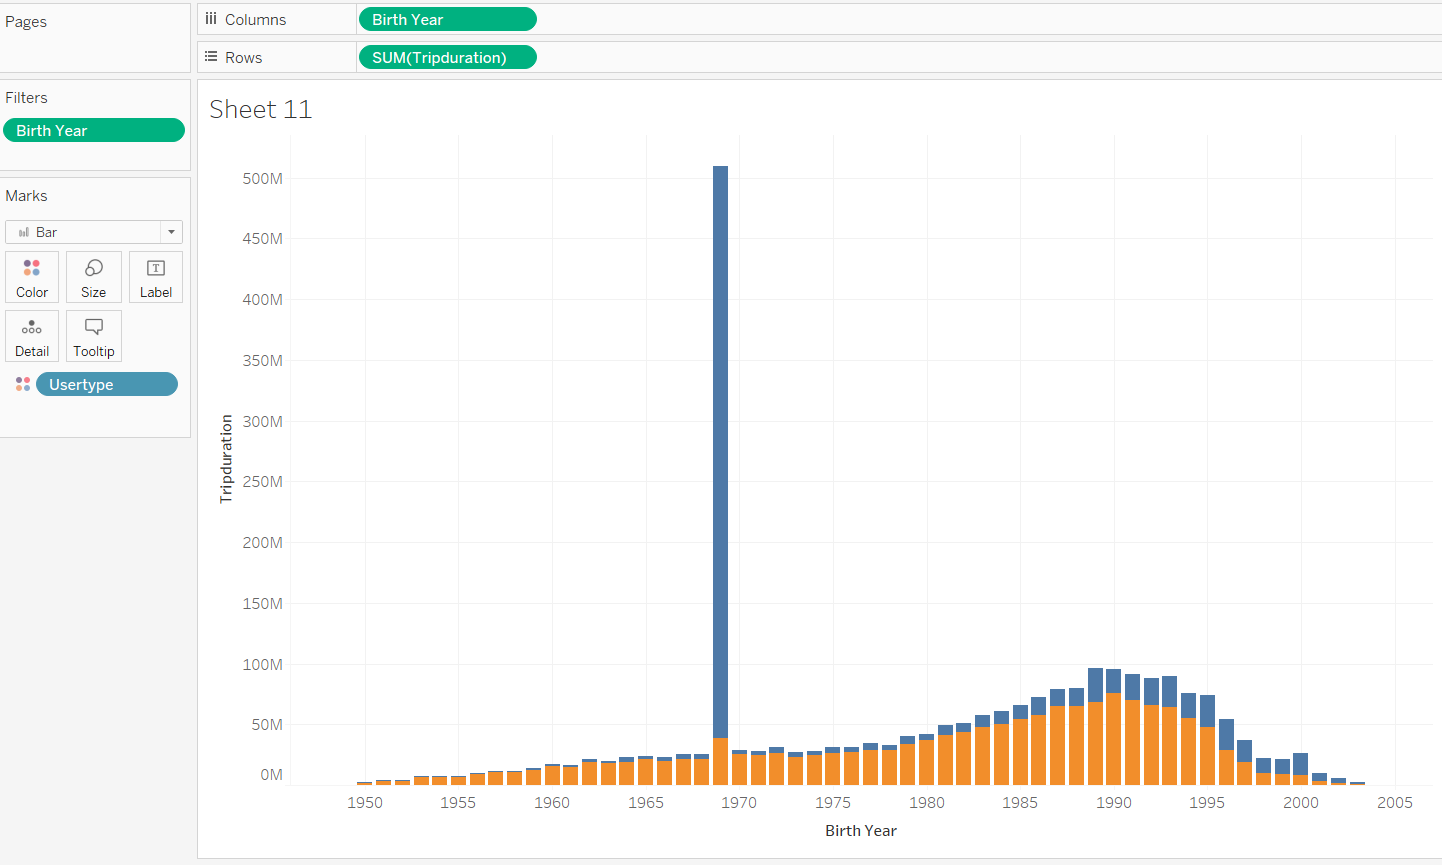 Pages
Columns
Birth Year
Rows
SUM(Tripduration)
Filters
Birth Year
Marks
Bar
Color
Size
T
Label
Detail
Tooltip
Usertype
Sheet 11
500M
450M
400M
350M
300M
250M
200M
150M
100M
50M
0M
Tripduration
1950 1955 1960 1965 1970 1975 1980 1985 1990 1995 2000 2005
Birth Year